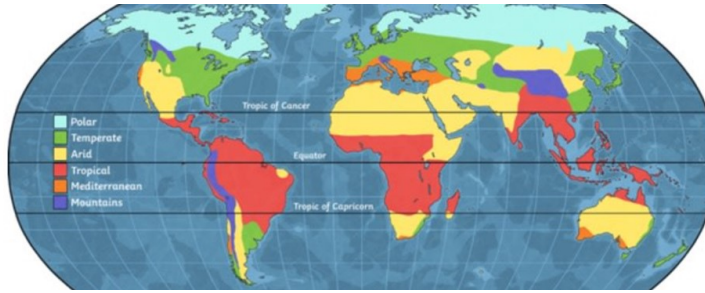 Tropic of Cancer
Polar
Temperate
Arid
Equator
Tropical
Mediterranean
Mountains
Tropic of Capricorn